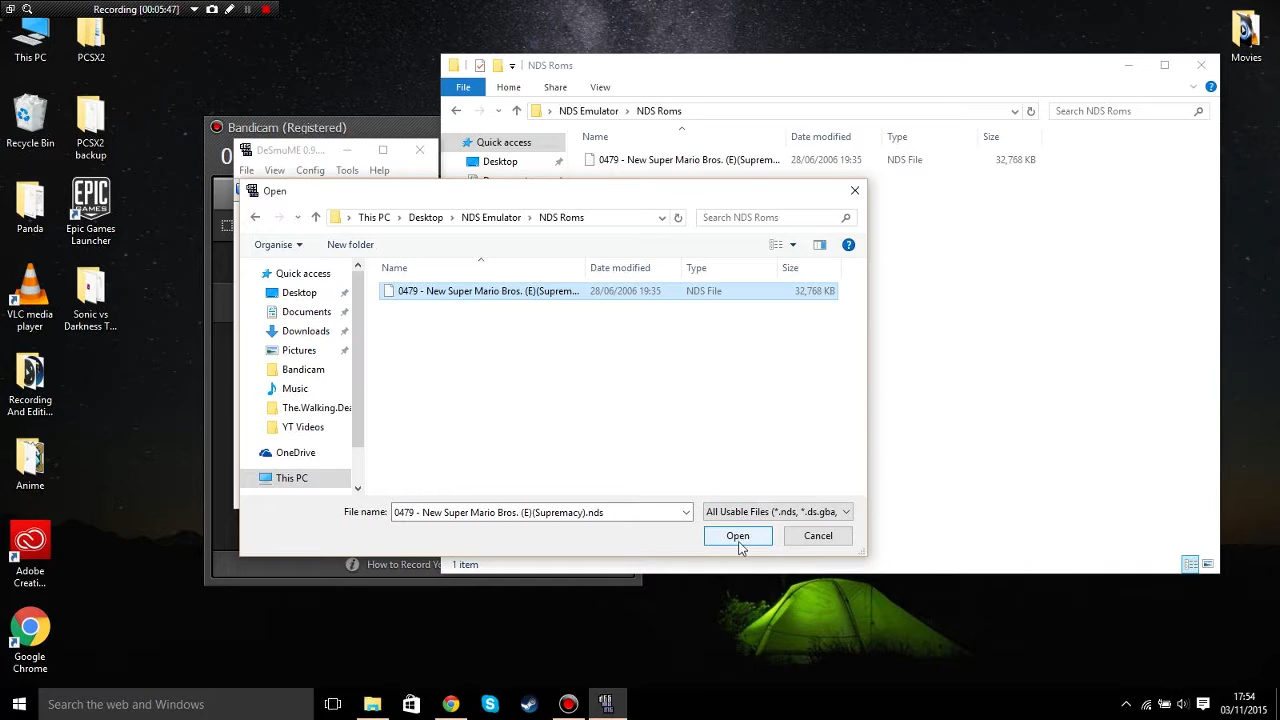 Recording [00:05:47]
This PC
PCSX2
Recycle Bin
PCSX2
backup
Panda
Epic Games
Launcher
VLC media
player
Sonic vs
Darkness T...
Recording
And Editi...
Anime
Adobe
Creati...
Google
Chrome
Movies
Bandicam (Registered)
0
How to Record Yo
DeSmuME 0.9....
File View Config Tools Help
NDS Roms
File Home Share View
NDS Emulator > NDS Roms
Search NDS Roms
Quick access
Desktop
Name Date modified Type Size
0479 - New Super Mario Bros. (E)(Suprem... 28/06/2006 19:35 NDS File 32,768 KB
1 item
Open
This PC > Desktop > NDS Emulator > NDS Roms
Search NDS Roms
Organise New folder
Quick access
Desktop
Documents
Downloads
Pictures
Bandicam
Music
The.Walking.Dea
YT Videos
OneDrive
This PC
Name Date modified Type Size
0479 - New Super Mario Bros. (E)(Suprem... 28/06/2006 19:35 NDS File 32,768 KB
File name: 0479 - New Super Mario Bros. (E)(Supremacy).nds
All Usable Files (*.nds, *.ds.gba,
Open Cancel
Search the web and Windows
17:54
03/11/2015
EPIC
GAMES